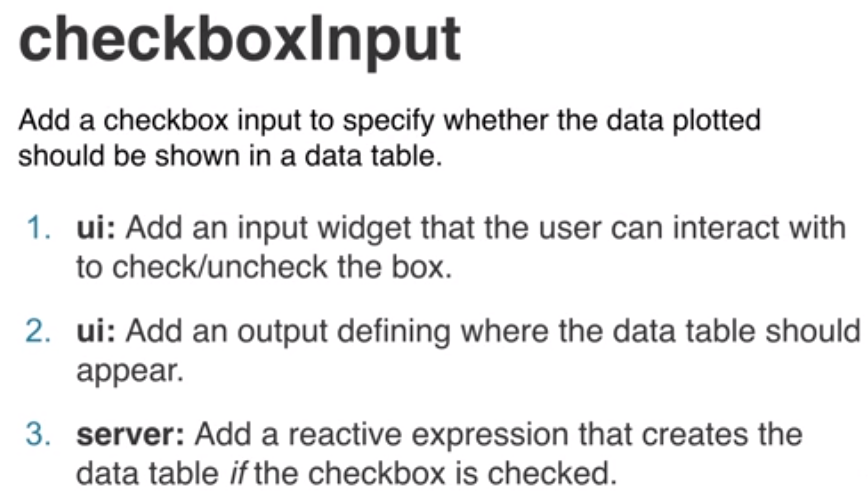 checkboxInput
Add a checkbox input to specify whether the data plotted
should be shown in a data table.
1. ui: Add an input widget that the user can interact with
to check/uncheck the box.
2. ui: Add an output defining where the data table should
appear.
3. server: Add a reactive expression that creates the
data table if the checkbox is checked.